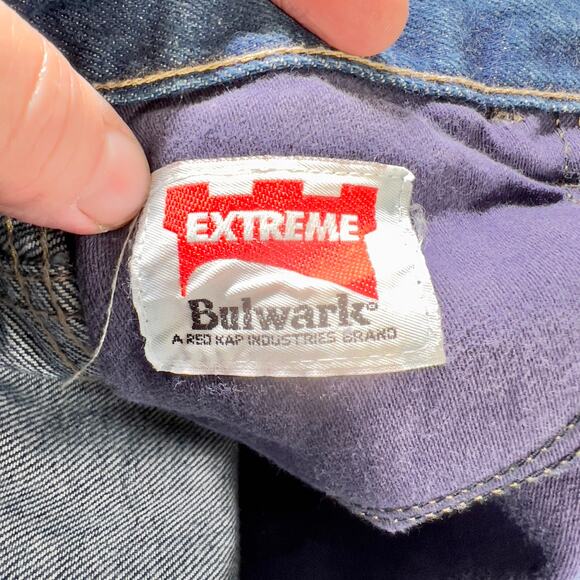 EXTREME
Bulwark®
A RED KAP INDUSTRIES BRAND